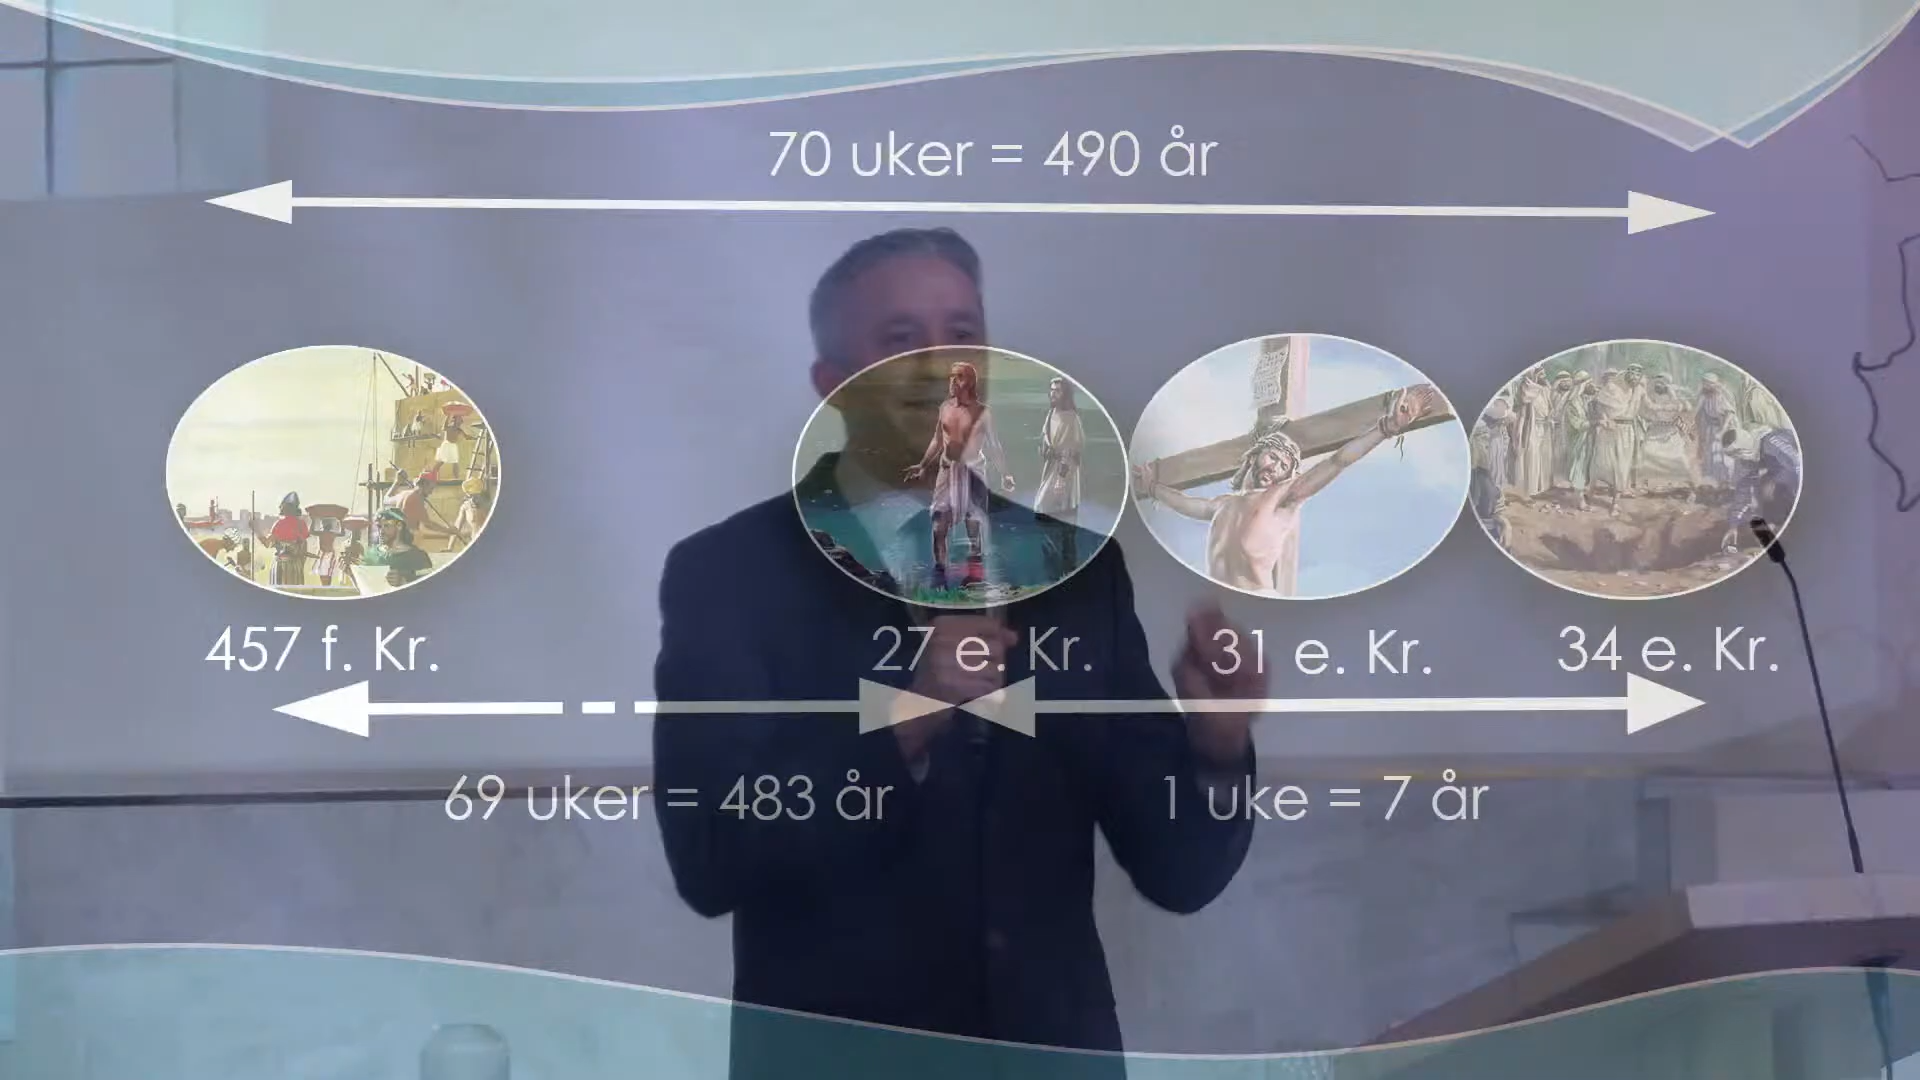 70 uker = 490 år
457 f. Kr.
27 e. Kr.
31 e. Kr.
34 e. Kr.
69 uker = 483 år
1 uke = 7 år